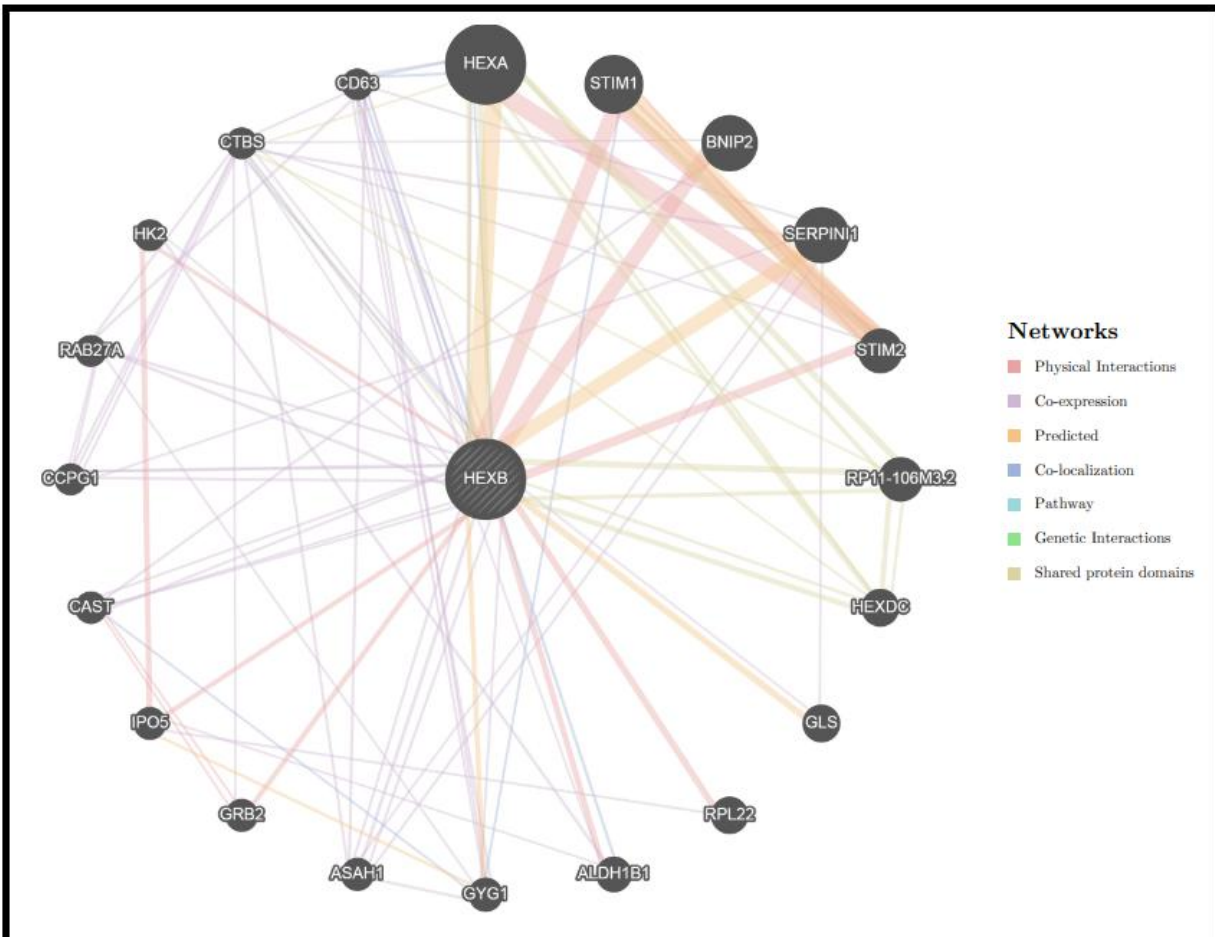 HEXA
STIM1
CD63
BNIP2
CTBS
HK2
SERPINI1
RAB27A
STIM2
CCPG1
HEXB
RP11-106M3.2
CAST
HEXDC
IPO5
GLS
GRB2
RPL22
ASAH1
GYG1
ALDH1B1
Networks
Physical Interactions
Co-expression
Predicted
Co-localization
Pathway
Genetic Interactions
Shared protein domains